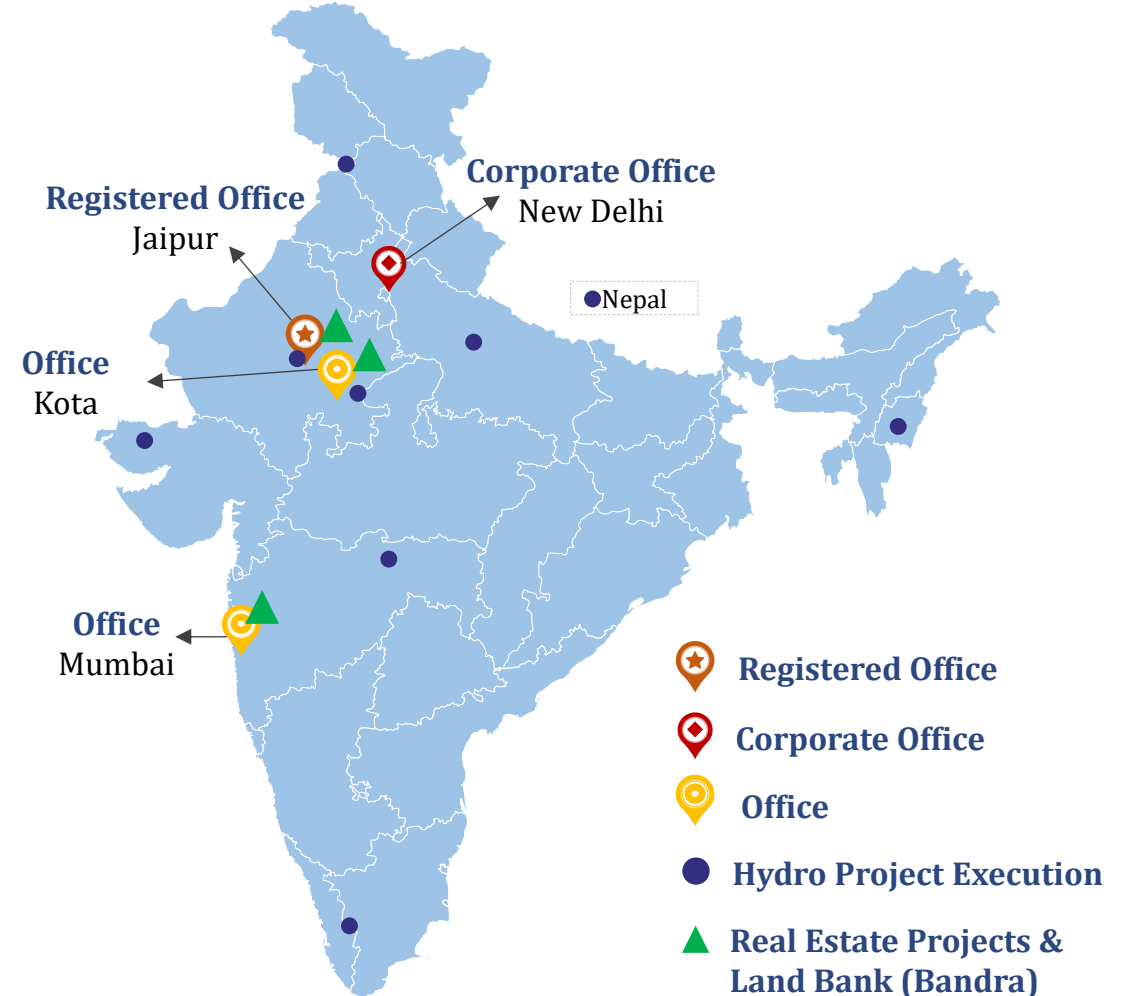 Corporate Office
New Delhi
Registered Office
Jaipur
Nepal
Office
Kota
Office
Mumbai
Registered Office
Corporate Office
Office
Hydro Project Execution
Real Estate Projects &
Land Bank (Bandra)